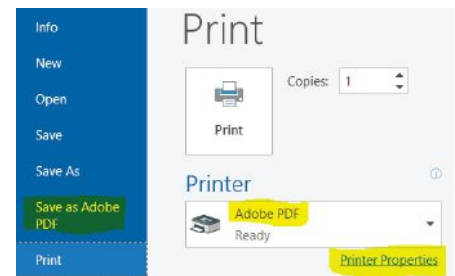 Info
New
Open
Save
Save As
Save as Adobe
PDF
Print
Print
Copies: 1
Print
Printer
Adobe PDF
Ready
Printer Properties